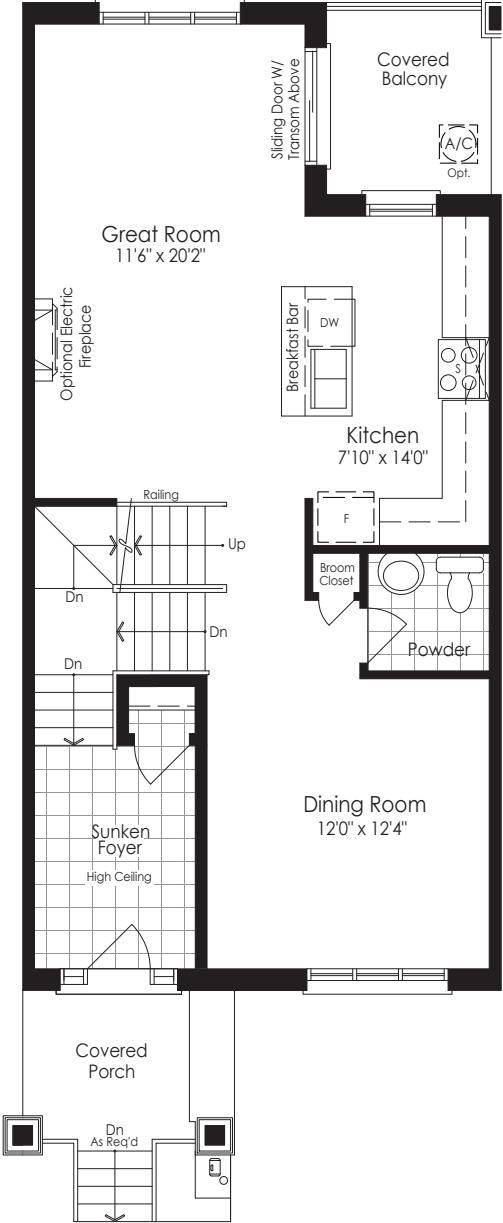 Covered
Balcony
Sliding Door W/
Transom Above
A/C
Opt.
Great Room
11'6" x 20'2"
Optional Electric
Fireplace
Breakfast Bar
DW
S
Kitchen
7'10" x 14'0"
F
Railing
Up
Dn
Dn
Dn
Broom
Closet
Powder
Dining Room
12'0" x 12'4"
Sunken
Foyer
High Ceiling
Covered
Porch
Dn
As Req'd